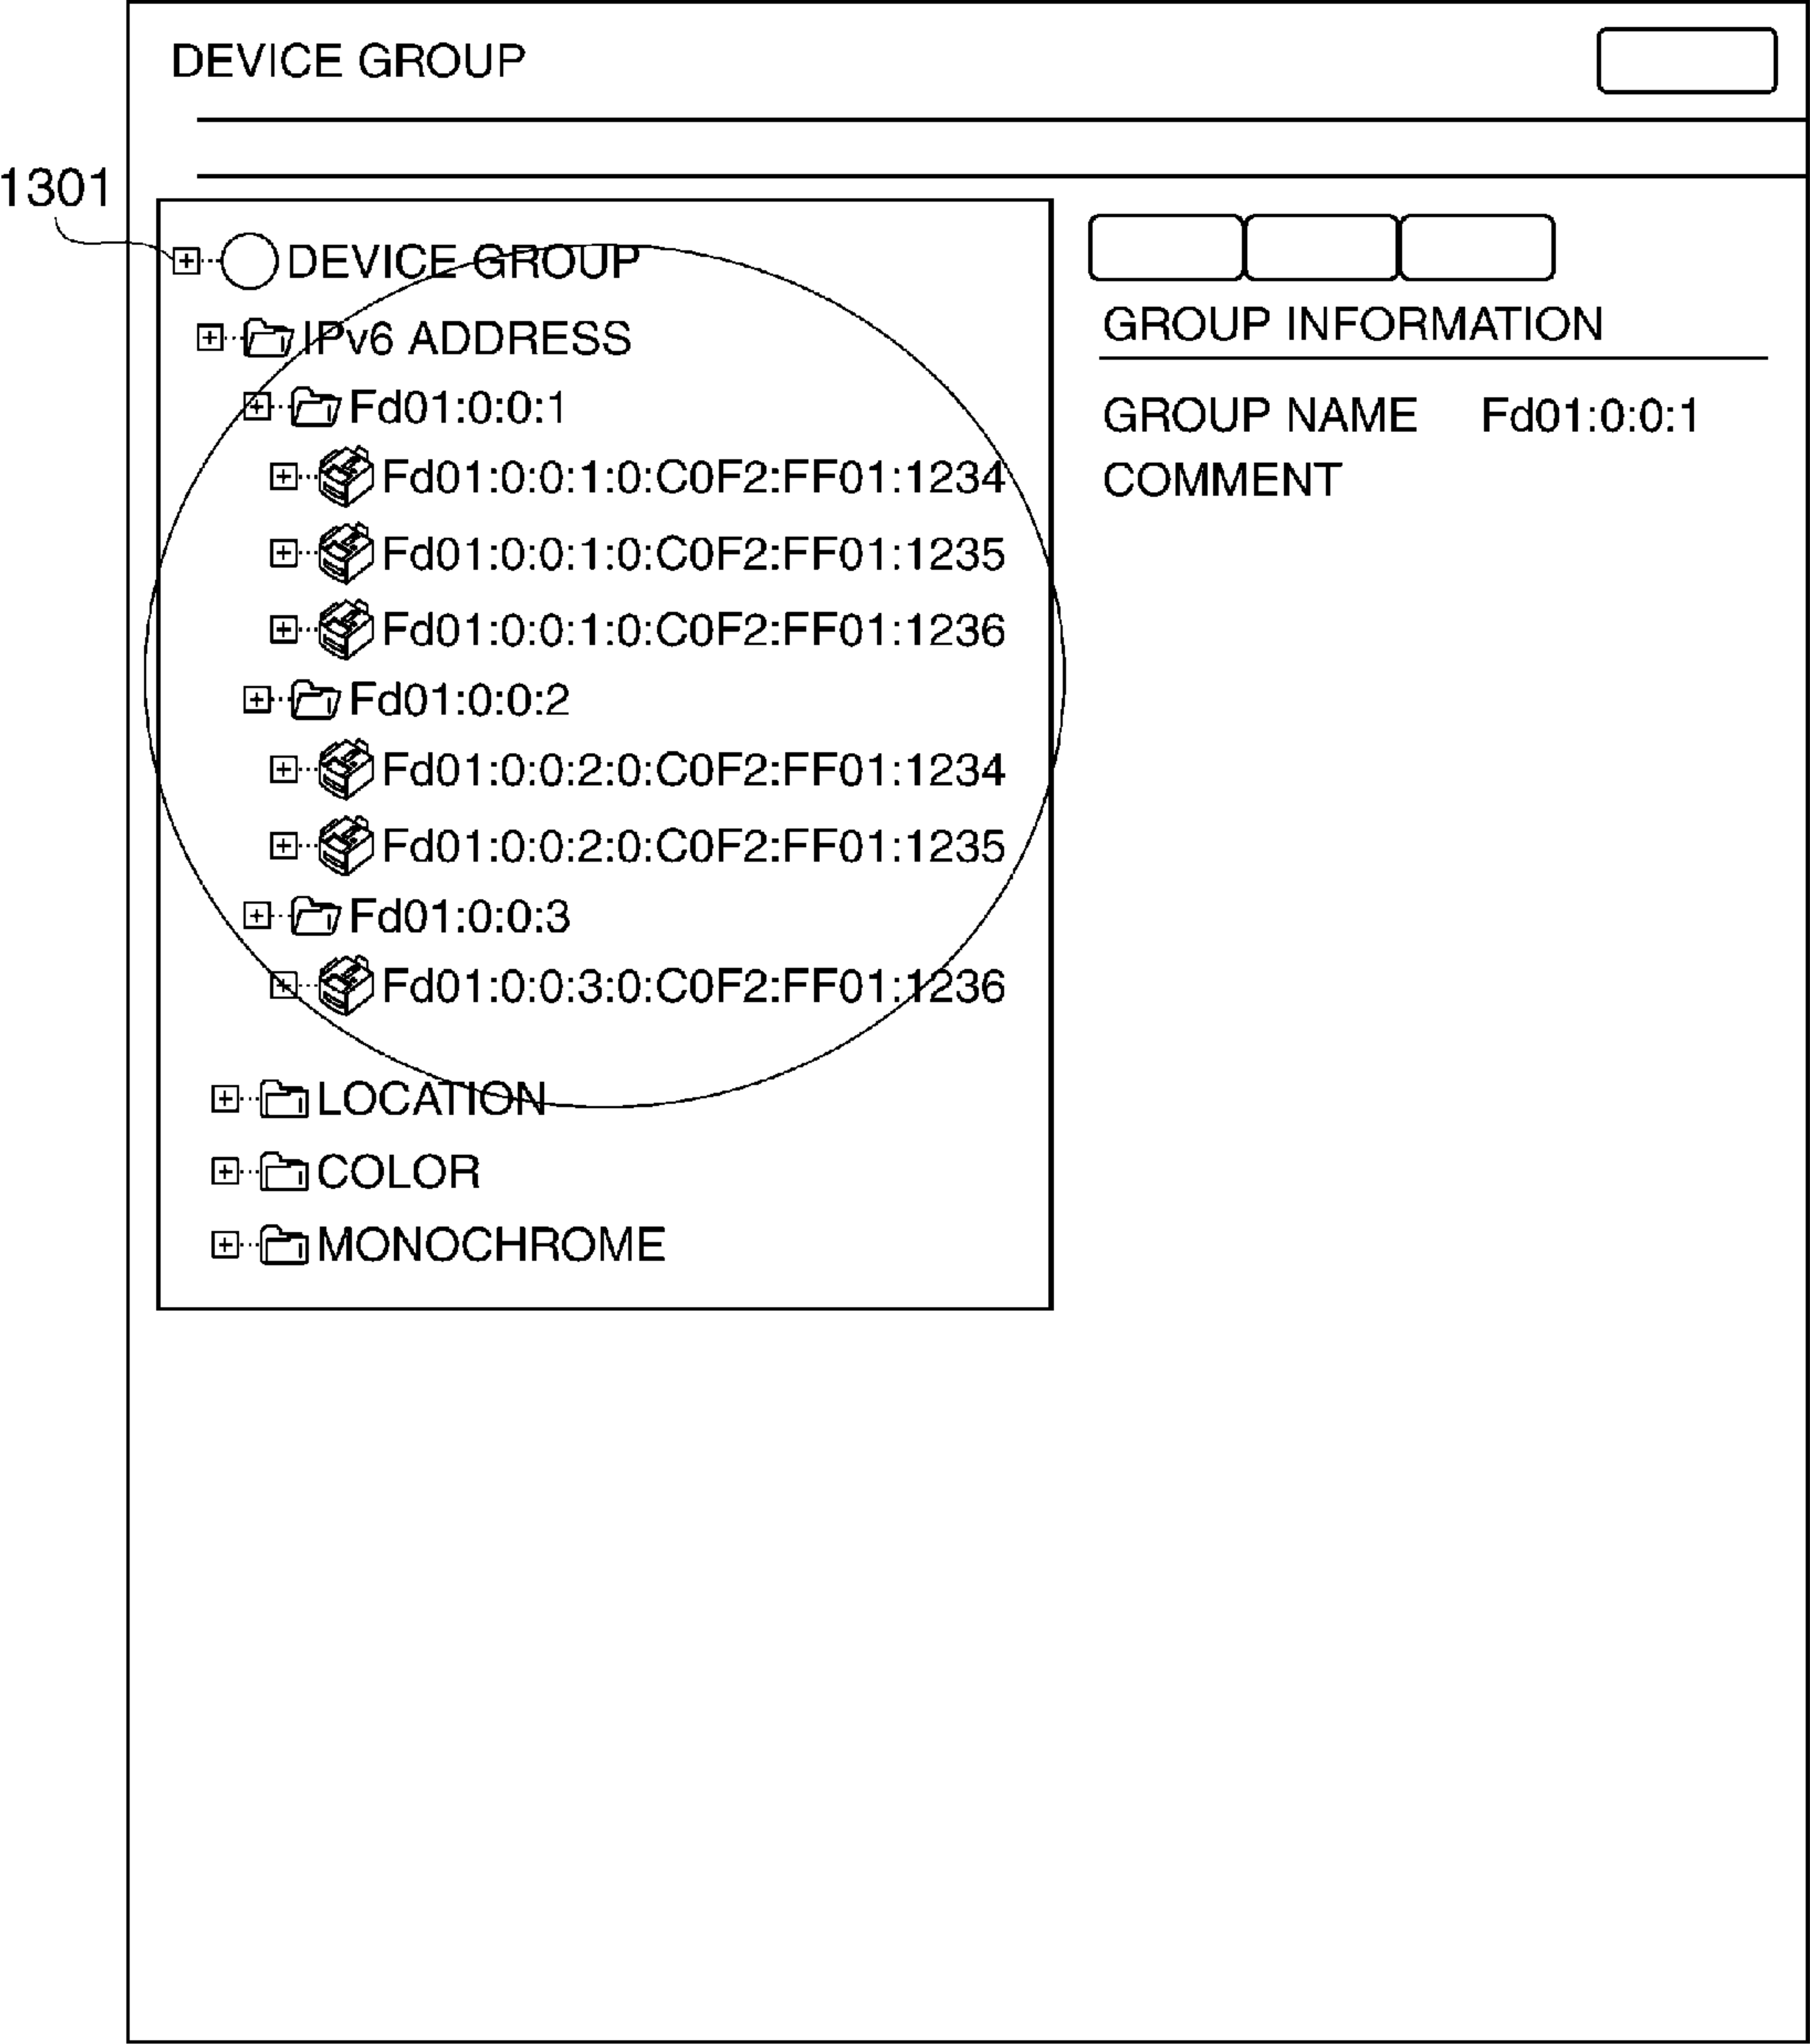 DEVICE GROUP
1301
DEVICE GROUP
IPv6 ADDRESS
Fd01:0:0:1
Fd01:0:0:1:0:C0F2:FF01:1234
Fd01:0:0:1:0:C0F2:FF01:1235
Fd01:0:0:1:0:C0F2:FF01:1236
Fd01:0:0:2
Fd01:0:0:2:0:C0F2:FF01:1234
Fd01:0:0:2:0:C0F2:FF01:1235
Fd01:0:0:3
Fd01:0:0:3:0:C0F2:FF01:1236
LOCATION
COLOR
MONOCHROME
GROUP INFORMATION
GROUP NAME Fd01:0:0:1
COMMENT